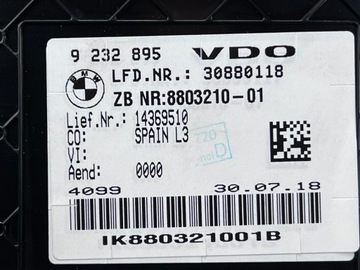 9 232 895 VDO
BMW
LFD.NR.: 30880118
ZB NR:8803210-01
Lief.Nr.: 14369510
CO: SPAIN L3
VI:
Aend: 0000
4099 30.07.18
IK880321001B